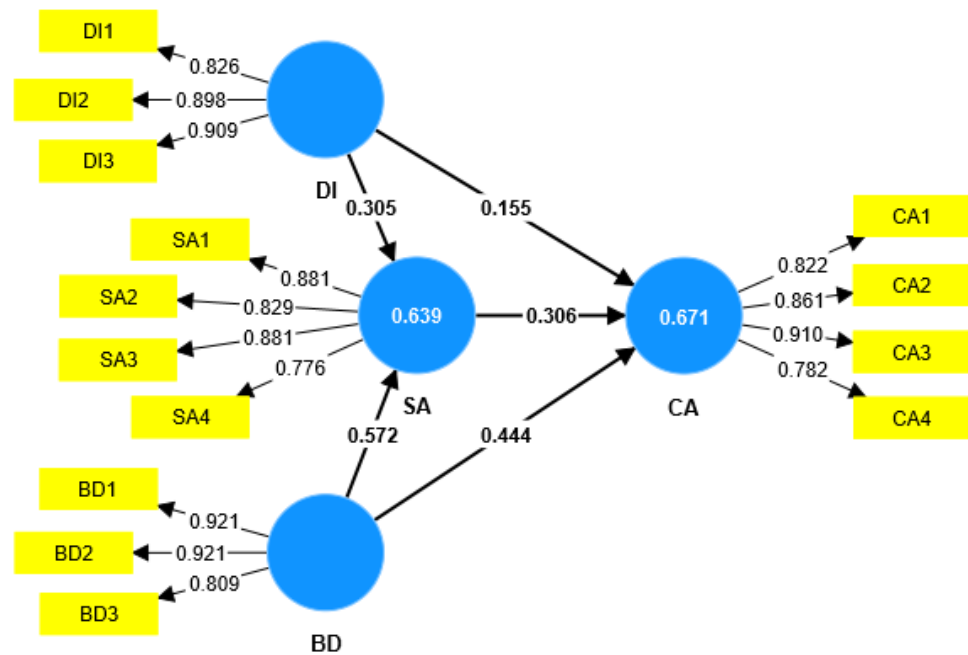 DI1
0.826
DI2
0.898
DI3
0.909
DI
0.305
0.155
SA1
0.881
SA2
0.829
SA3
0.881
SA4
0.776
0.639
SA
0.306
0.671
CA
CA1
0.822
CA2
0.861
CA3
0.910
CA4
0.782
0.572
0.444
BD1
0.921
BD2
0.921
BD3
0.809
BD